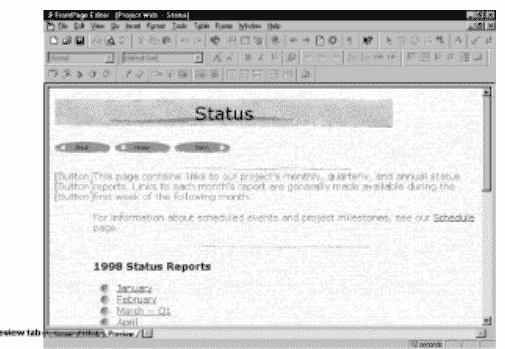 FrontPage Editor - [Project Web - Status]
File Edit View Go Insert Format Tools Table Frame Window Help
Status
Back Home Next
[Button]This page contains links to our project's monthly, quarterly, and annual status
[Button]reports. Links to each month's report are generally made available during the
[Button]first week of the following month.
For information about scheduled events and project milestones, see our Schedule
page.
1998 Status Reports
January
February
March -- Q1
April
eview tab
Preview
12 seconds